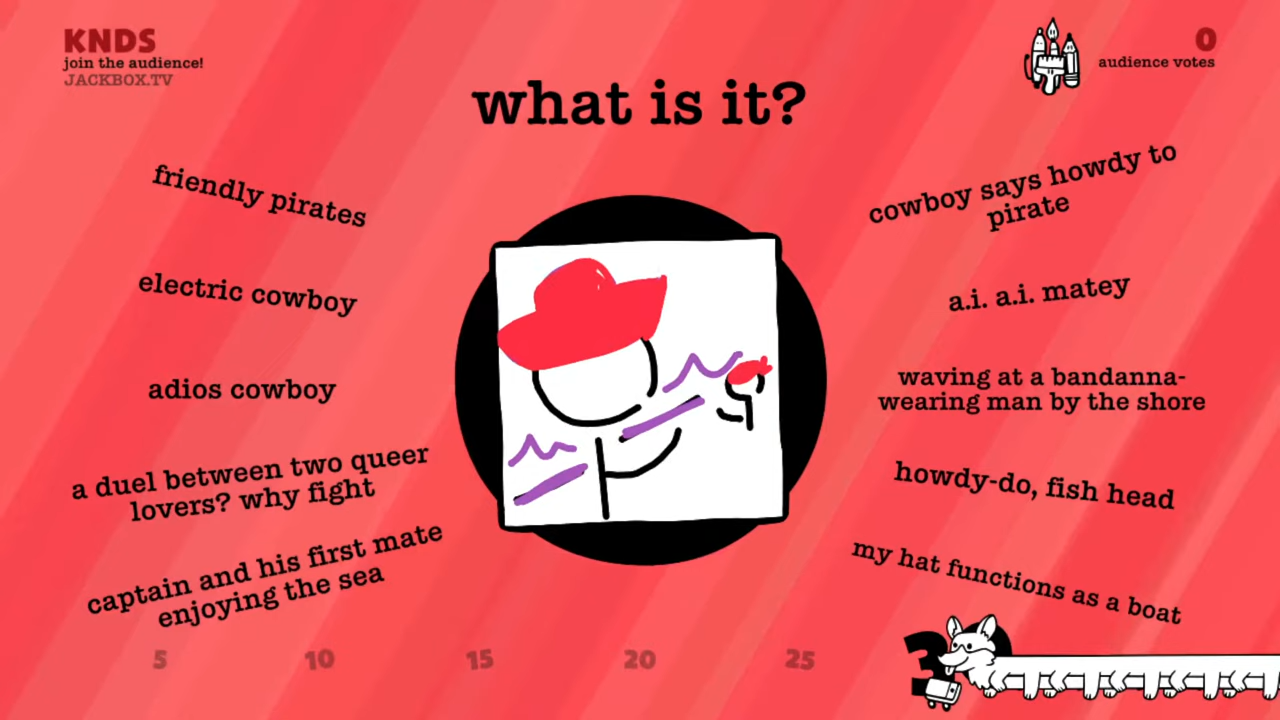 KNDS
join the audience!
JACKBOX.TV
0
audience votes
what is it?
friendly pirates
electric cowboy
adios cowboy
a duel between two queer
lovers? why fight
captain and his first mate
enjoying the sea
cowboy says howdy to
pirate
a.i. a.i. matey
waving at a bandanna-
wearing man by the shore
howdy-do, fish head
my hat functions as a boat
5 10 15 20 25 30